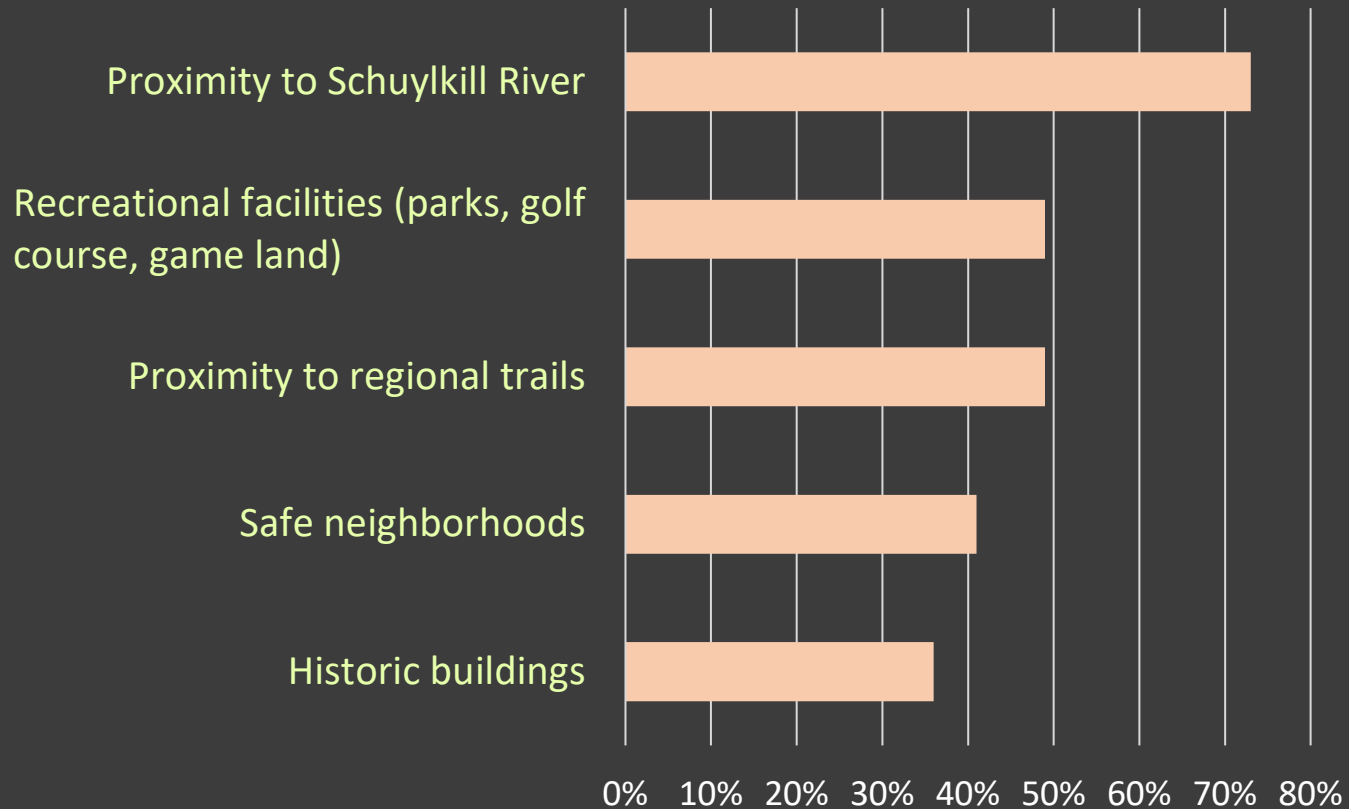 Proximity to Schuylkill River
Recreational facilities (parks, golf
course, game land)
Proximity to regional trails
Safe neighborhoods
Historic buildings
0% 10% 20% 30% 40% 50% 60% 70% 80%